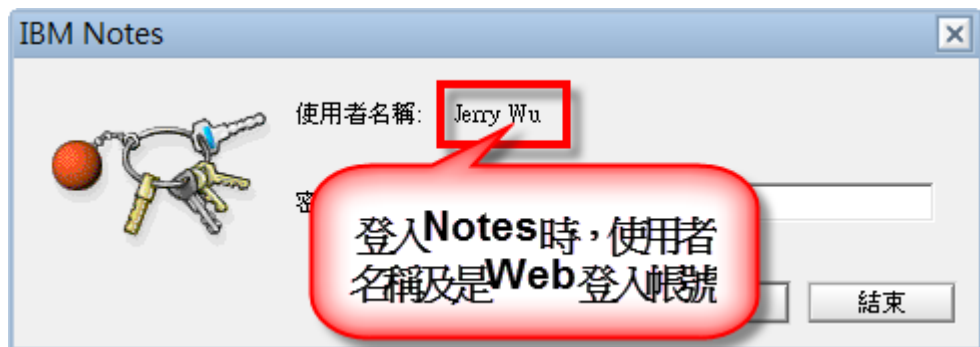 IBM Notes
使用者名稱: Jerry Wu
密
登入Notes時，使用者
名稱及是Web登入帳號
結束